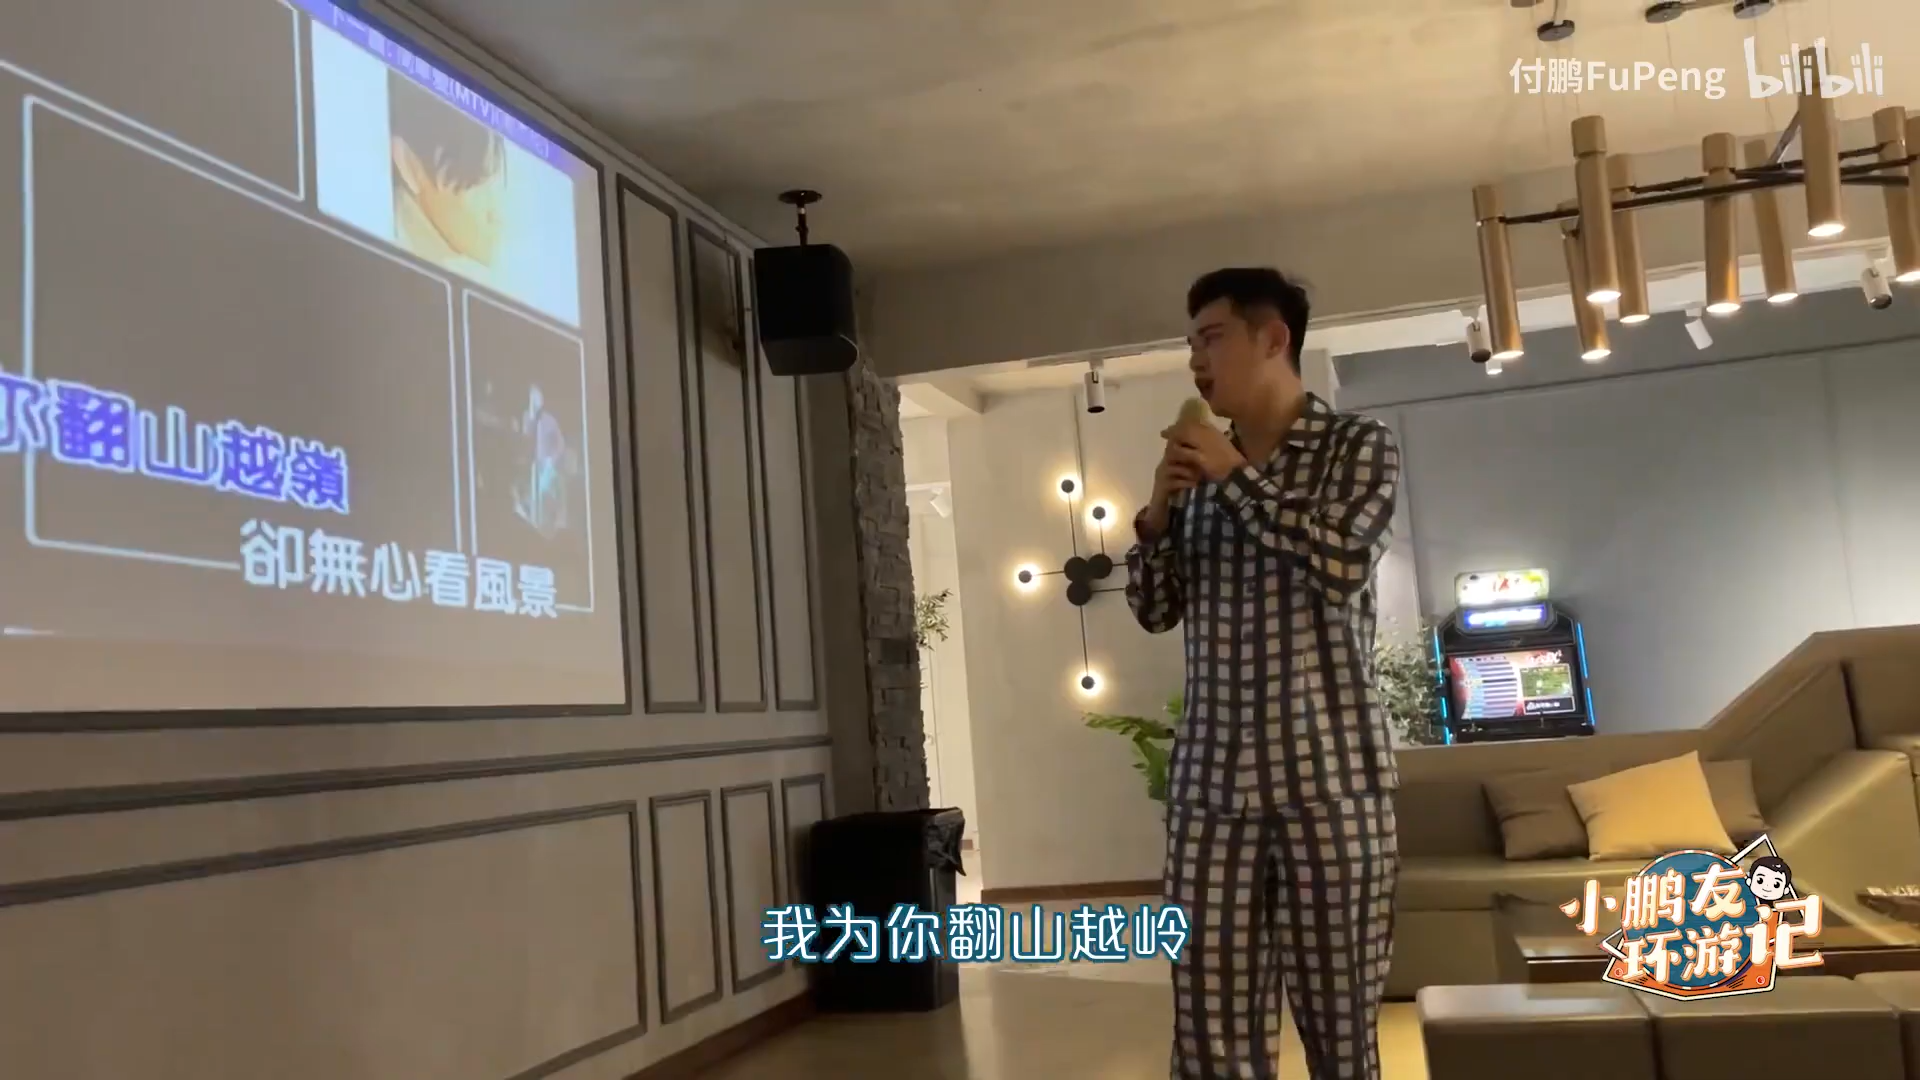 付鹏FuPeng bilibili
你翻山越嶺
卻無心看風景
我为你翻山越岭
小鹏友
环游记